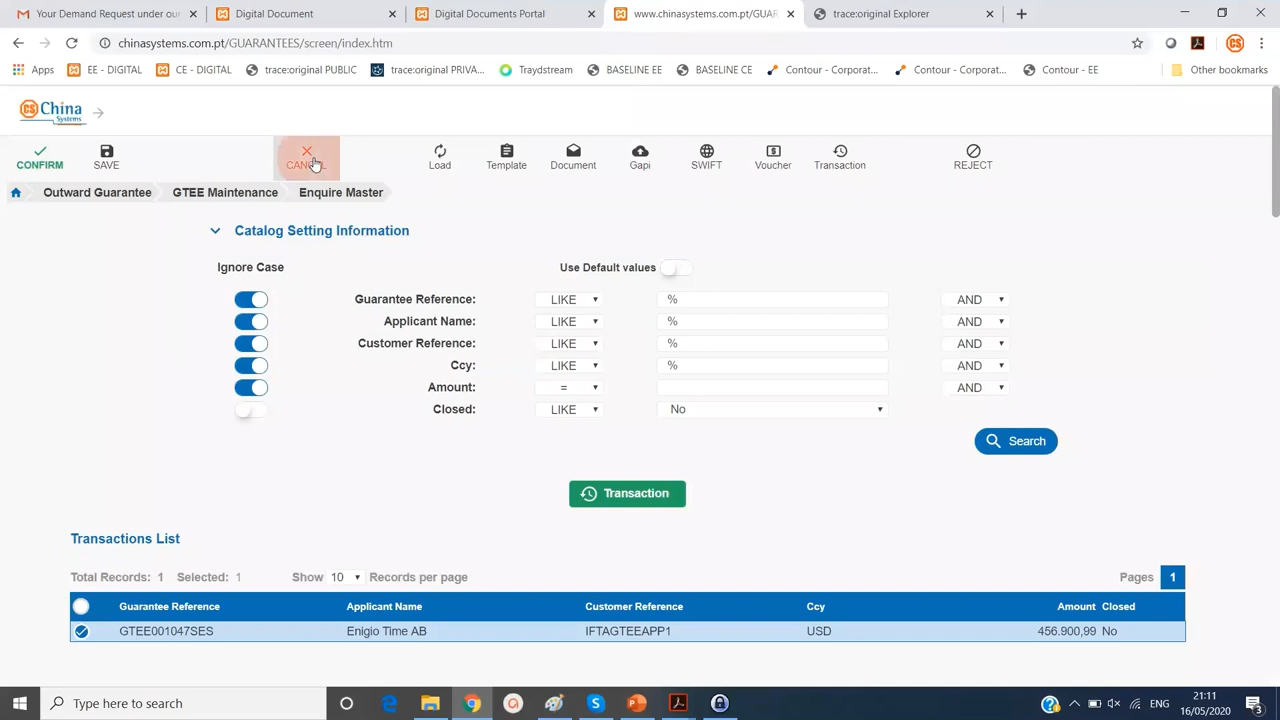 Your Demand Request under our
Digital Document
Digital Documents Portal
www.chinasystems.com.pt/GUAR
trace:original Explorer
chinasystems.com.pt/GUARANTEES/screen/index.htm
Apps
EE - DIGITAL
CE - DIGITAL
trace:original PUBLIC
trace:original PRIVA...
Traydstream
BASELINE EE
BASELINE CE
Contour - Corporat...
Contour - Corporat...
Contour - EE
Other bookmarks
CS
CS China
Systems
CONFIRM
SAVE
CANCEL
Load
Template
Document
Gapi
SWIFT
Voucher
Transaction
REJECT
Outward Guarantee
GTEE Maintenance
Enquire Master
Catalog Setting Information
Ignore Case
Use Default values
Guarantee Reference: LIKE % AND
Applicant Name: LIKE % AND
Customer Reference: LIKE % AND
Ccy: LIKE % AND
Amount: = AND
Closed: LIKE No
Search
Transaction
Transactions List
Total Records: 1 Selected: 1 Show 10 Records per page Pages 1
Guarantee Reference Applicant Name Customer Reference Ccy Amount Closed
GTEE001047SES Enigio Time AB IFTAGTEEAPP1 USD 456.900,99 No
Type here to search
ENG
21:11
16/05/2020
3